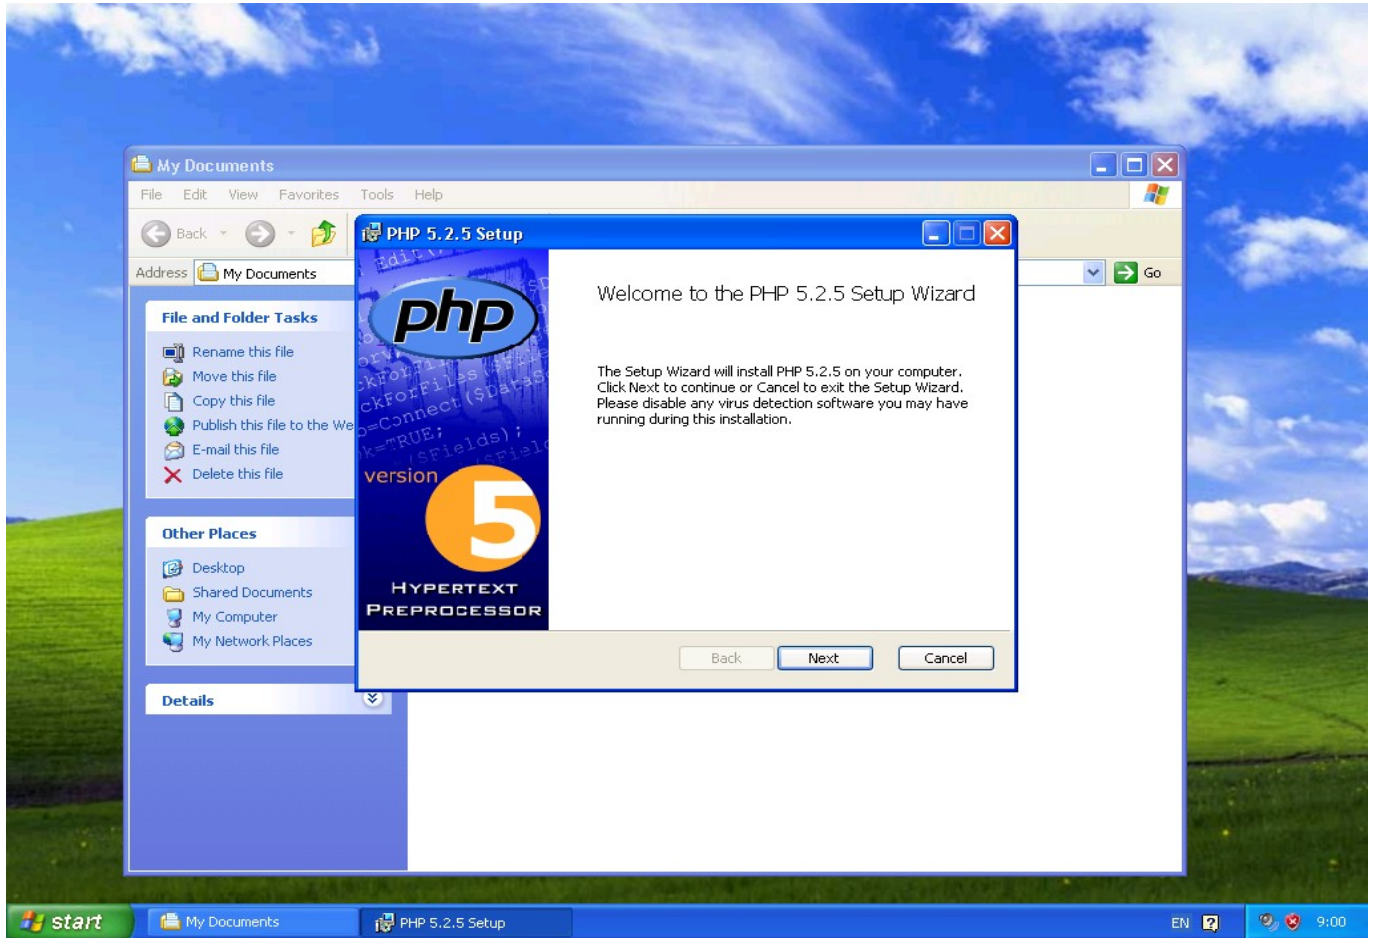 My Documents
File Edit View Favorites Tools Help
Back
Address My Documents
Go
File and Folder Tasks
Rename this file
Move this file
Copy this file
Publish this file to the We
E-mail this file
Delete this file
Other Places
Desktop
Shared Documents
My Computer
My Network Places
Details
PHP 5.2.5 Setup
php
version
5
HYPERTEXT
PREPROCESSOR
Welcome to the PHP 5.2.5 Setup Wizard
The Setup Wizard will install PHP 5.2.5 on your computer.
Click Next to continue or Cancel to exit the Setup Wizard.
Please disable any virus detection software you may have
running during this installation.
Back Next Cancel
start My Documents PHP 5.2.5 Setup EN 9:00